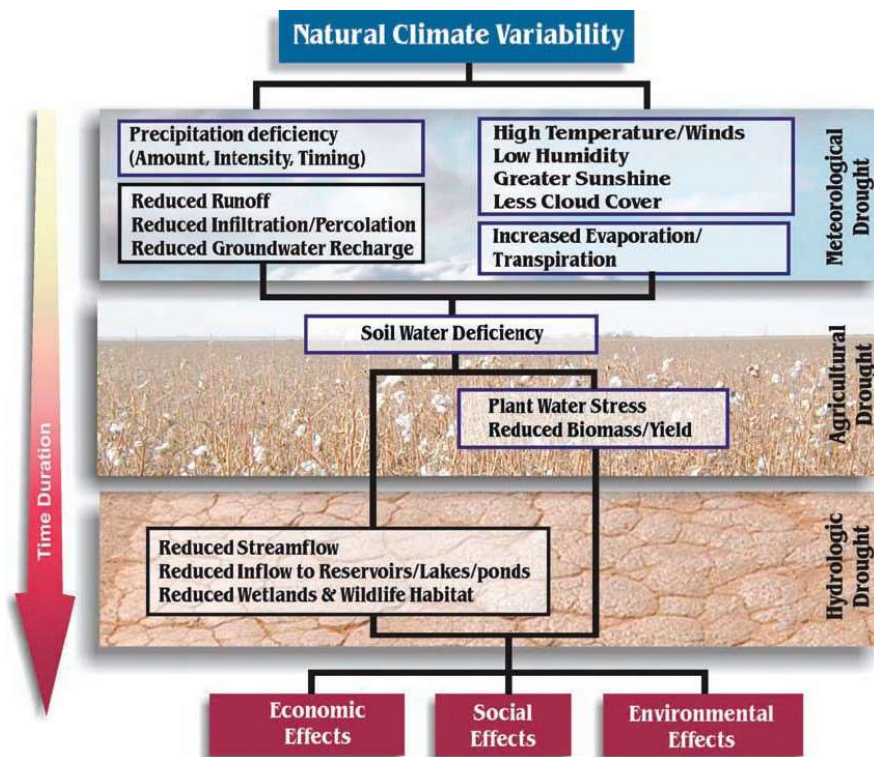 Natural Climate Variability
Precipitation deficiency
(Amount, Intensity, Timing)
High Temperature/Winds
Low Humidity
Greater Sunshine
Less Cloud Cover
Reduced Runoff
Reduced Infiltration/Percolation
Reduced Groundwater Recharge
Increased Evaporation/
Transpiration
Meteorological
Drought
Soil Water Deficiency
Plant Water Stress
Reduced Biomass/Yield
Agricultural
Drought
Time Duration
Reduced Streamflow
Reduced Inflow to Reservoirs/Lakes/ponds
Reduced Wetlands & Wildlife Habitat
Hydrologic
Drought
Economic
Effects
Social
Effects
Environmental
Effects